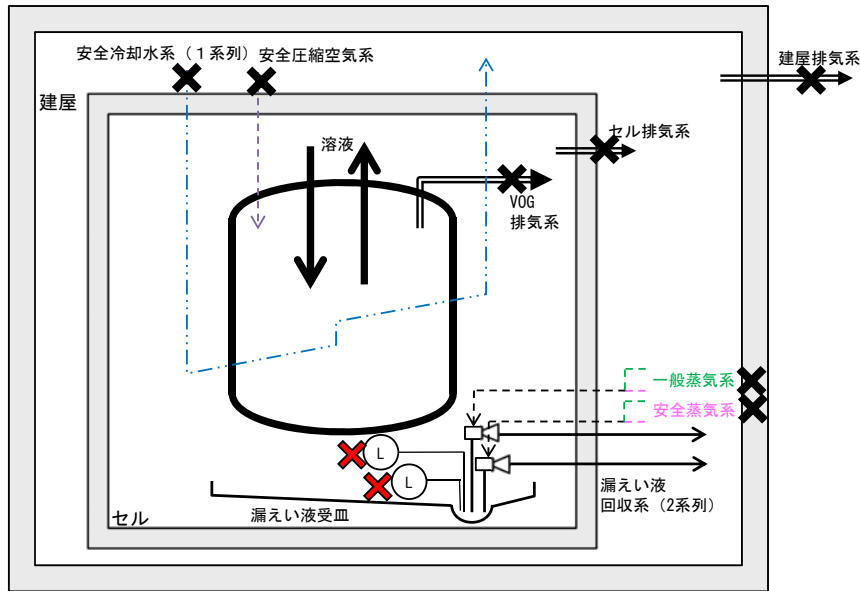 安全冷却水系（１系列）
安全圧縮空気系
建屋排気系
建屋
セル排気系
溶液
VOG
排気系
一般蒸気系
安全蒸気系
L
L
漏えい液
回収系（2系列）
漏えい液受皿
セル